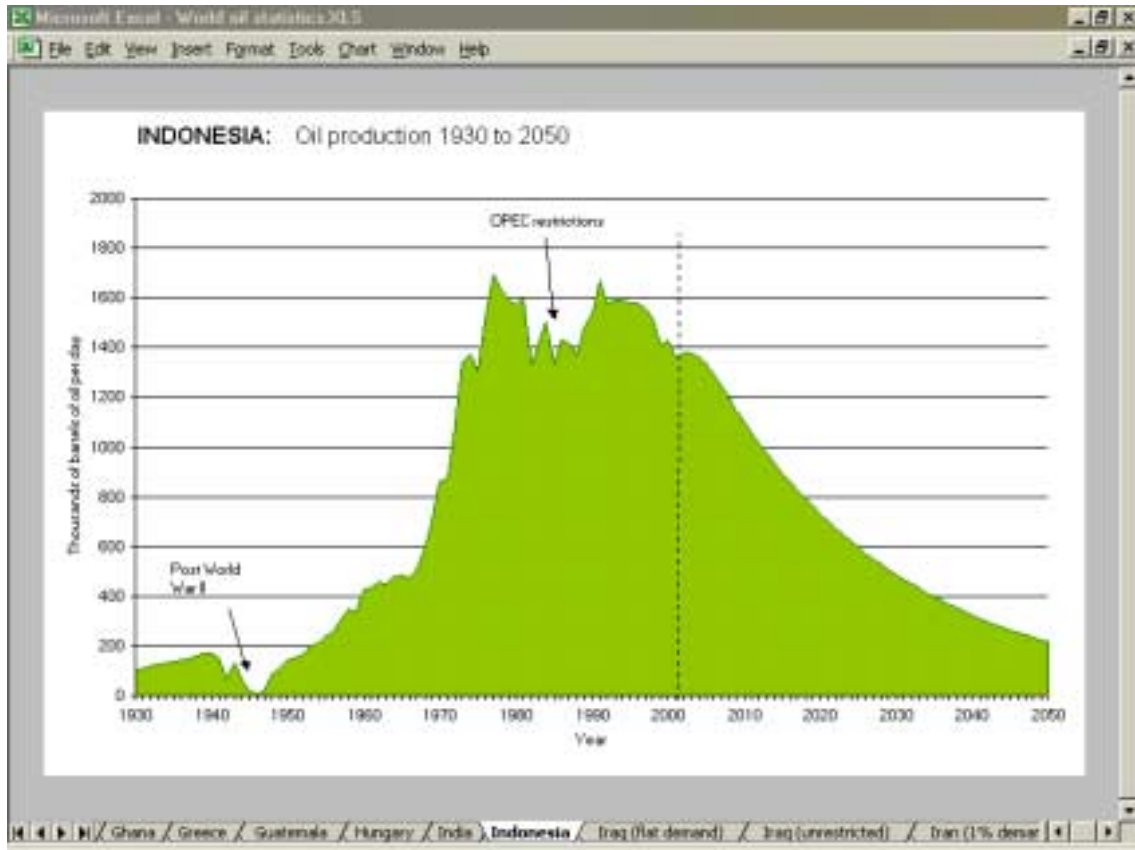 Microsoft Excel - World oil statistics XLS
File Edit View Insert Format Tools Chart Window Help
INDONESIA: Oil production 1930 to 2050
OPEC restrictions
2000
1800
1600
1400
1200
1000
800
600
400
200
0
Thousands of barrels of oil per day
Post World
War II
1930 1940 1950 1960 1970 1980 1990 2000 2010 2020 2030 2040 2050
Year
Ghana Greece Guatemala Hungary India Indonesia Iraq (flat demand) Iraq (unrestricted) Iran (1% demar